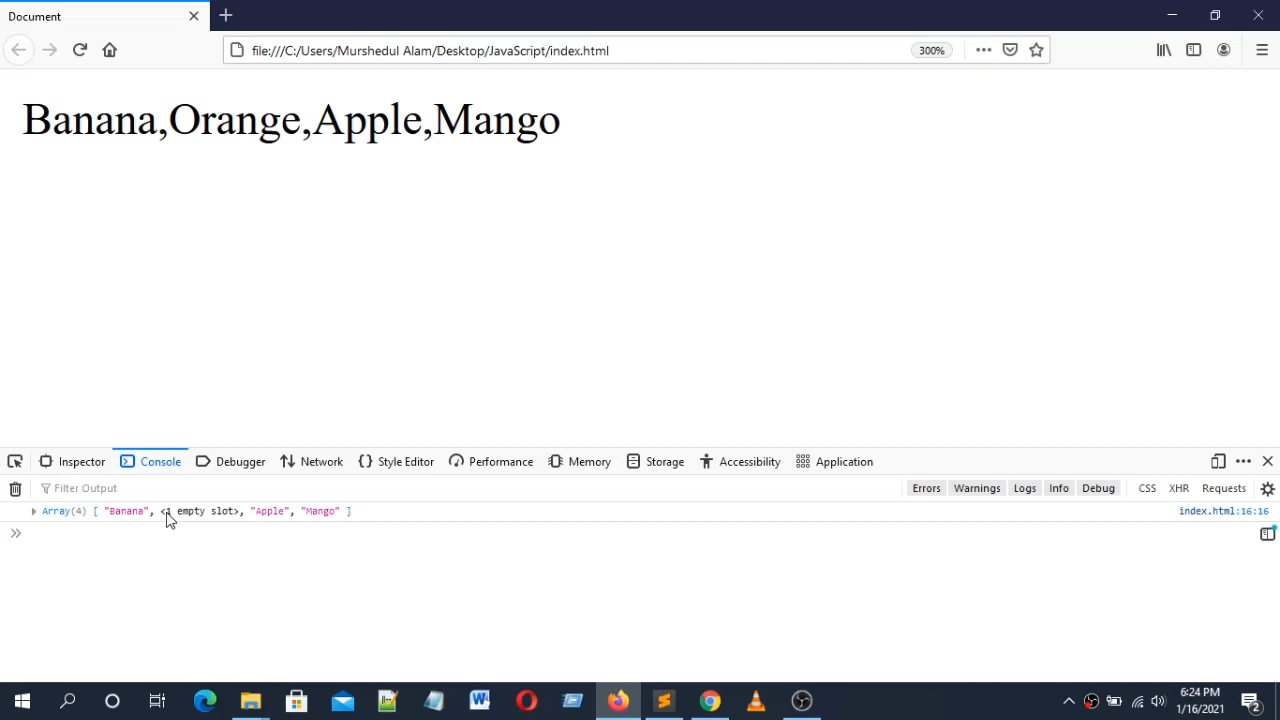 Document
file:///C:/Users/Murshedul Alam/Desktop/JavaScript/index.html
300%
Banana,Orange,Apple,Mango
Inspector
Console
Debugger
Network
Style Editor
Performance
Memory
Storage
Accessibility
Application
Filter Output
Errors
Warnings
Logs
Info
Debug
CSS
XHR
Requests
Array(4) [ "Banana", <1 empty slot>, "Apple", "Mango" ]
index.html:16:16
6:24 PM
1/16/2021
2